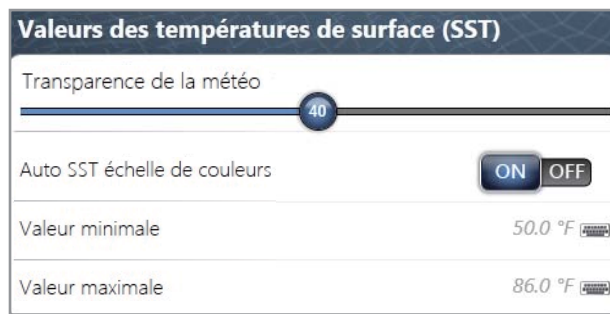 Valeurs des températures de surface (SST)
Transparence de la météo
40
Auto SST échelle de couleurs ON OFF
Valeur minimale 50.0 °F
Valeur maximale 86.0 °F